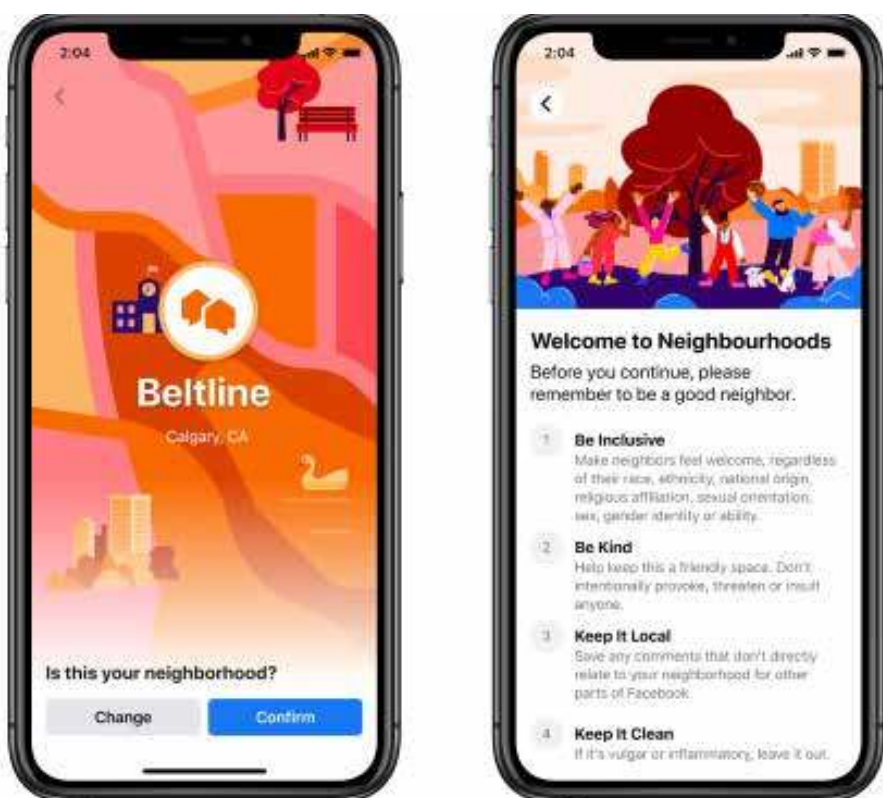 2:04
Beltline
Calgary, CA
Is this your neighborhood?
Change
Confirm
2:04
Welcome to Neighbourhoods
Before you continue, please
remember to be a good neighbor.
1
Be Inclusive
Make neighbors feel welcome, regardless
of their race, ethnicity, national origin,
religious affiliation, sexual orientation,
sex, gender identity or ability.
2
Be Kind
Help keep this a friendly space. Don't
intentionally provoke, threaten or insult
anyone.
3
Keep It Local
Save any comments that don't directly
relate to your neighborhood for other
parts of Facebook
4
Keep It Clean
If it's vulgar or inflammatory, leave it out.